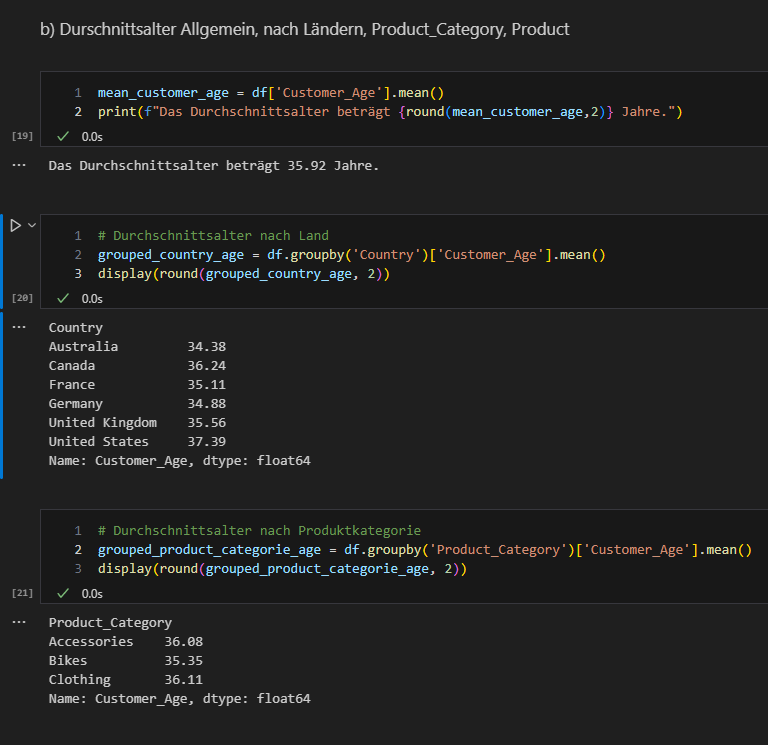 b) Durschnittsalter Allgemein, nach Ländern, Product_Category, Product
1 mean_customer_age = df['Customer_Age'].mean()
2 print(f"Das Durchschnittsalter beträgt {round(mean_customer_age,2)} Jahre.")
[19] 0.0s
... Das Durchschnittsalter beträgt 35.92 Jahre.
1 # Durchschnittsalter nach Land
2 grouped_country_age = df.groupby('Country')['Customer_Age'].mean()
3 display(round(grouped_country_age, 2))
[20] 0.0s
... Country
Australia 34.38
Canada 36.24
France 35.11
Germany 34.88
United Kingdom 35.56
United States 37.39
Name: Customer_Age, dtype: float64
1 # Durchschnittsalter nach Produktkategorie
2 grouped_product_categorie_age = df.groupby('Product_Category')['Customer_Age'].mean()
3 display(round(grouped_product_categorie_age, 2))
[21] 0.0s
... Product_Category
Accessories 36.08
Bikes 35.35
Clothing 36.11
Name: Customer_Age, dtype: float64